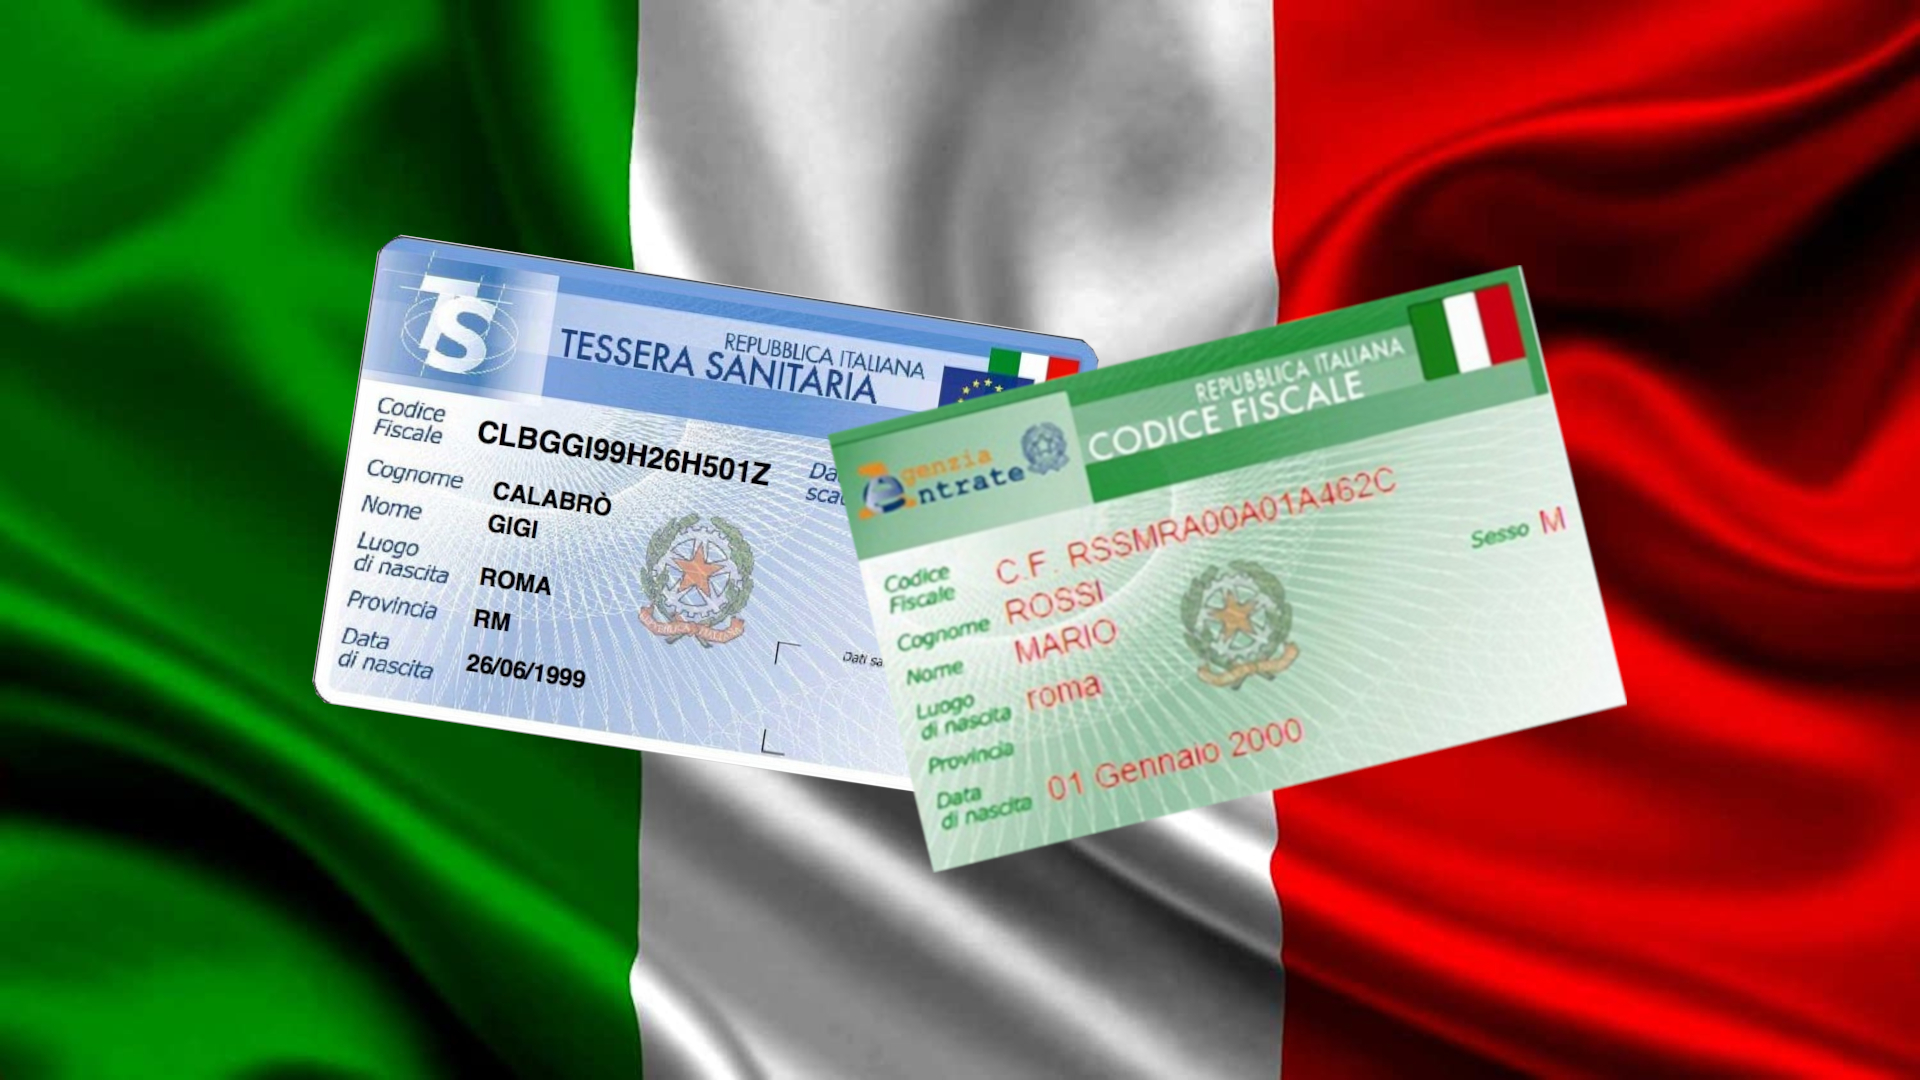 TS
REPUBBLICA ITALIANA
TESSERA SANITARIA
Codice
Fiscale
CLBGGI99H26H501Z
Cognome
CALABRÒ
Nome
GIGI
Luogo
di nascita
ROMA
Provincia
RM
Data
di nascita
26/06/1999
Dati
REPUBBLICA ITALIANA
CODICE FISCALE
genzia
entrate
Codice
Fiscale
C.F. RSSMRA00A01A462C
Sesso M
Cognome
ROSSI
Nome
MARIO
Luogo
di nascita
roma
Provincia
Data
di nascita
01 Gennaio 2000